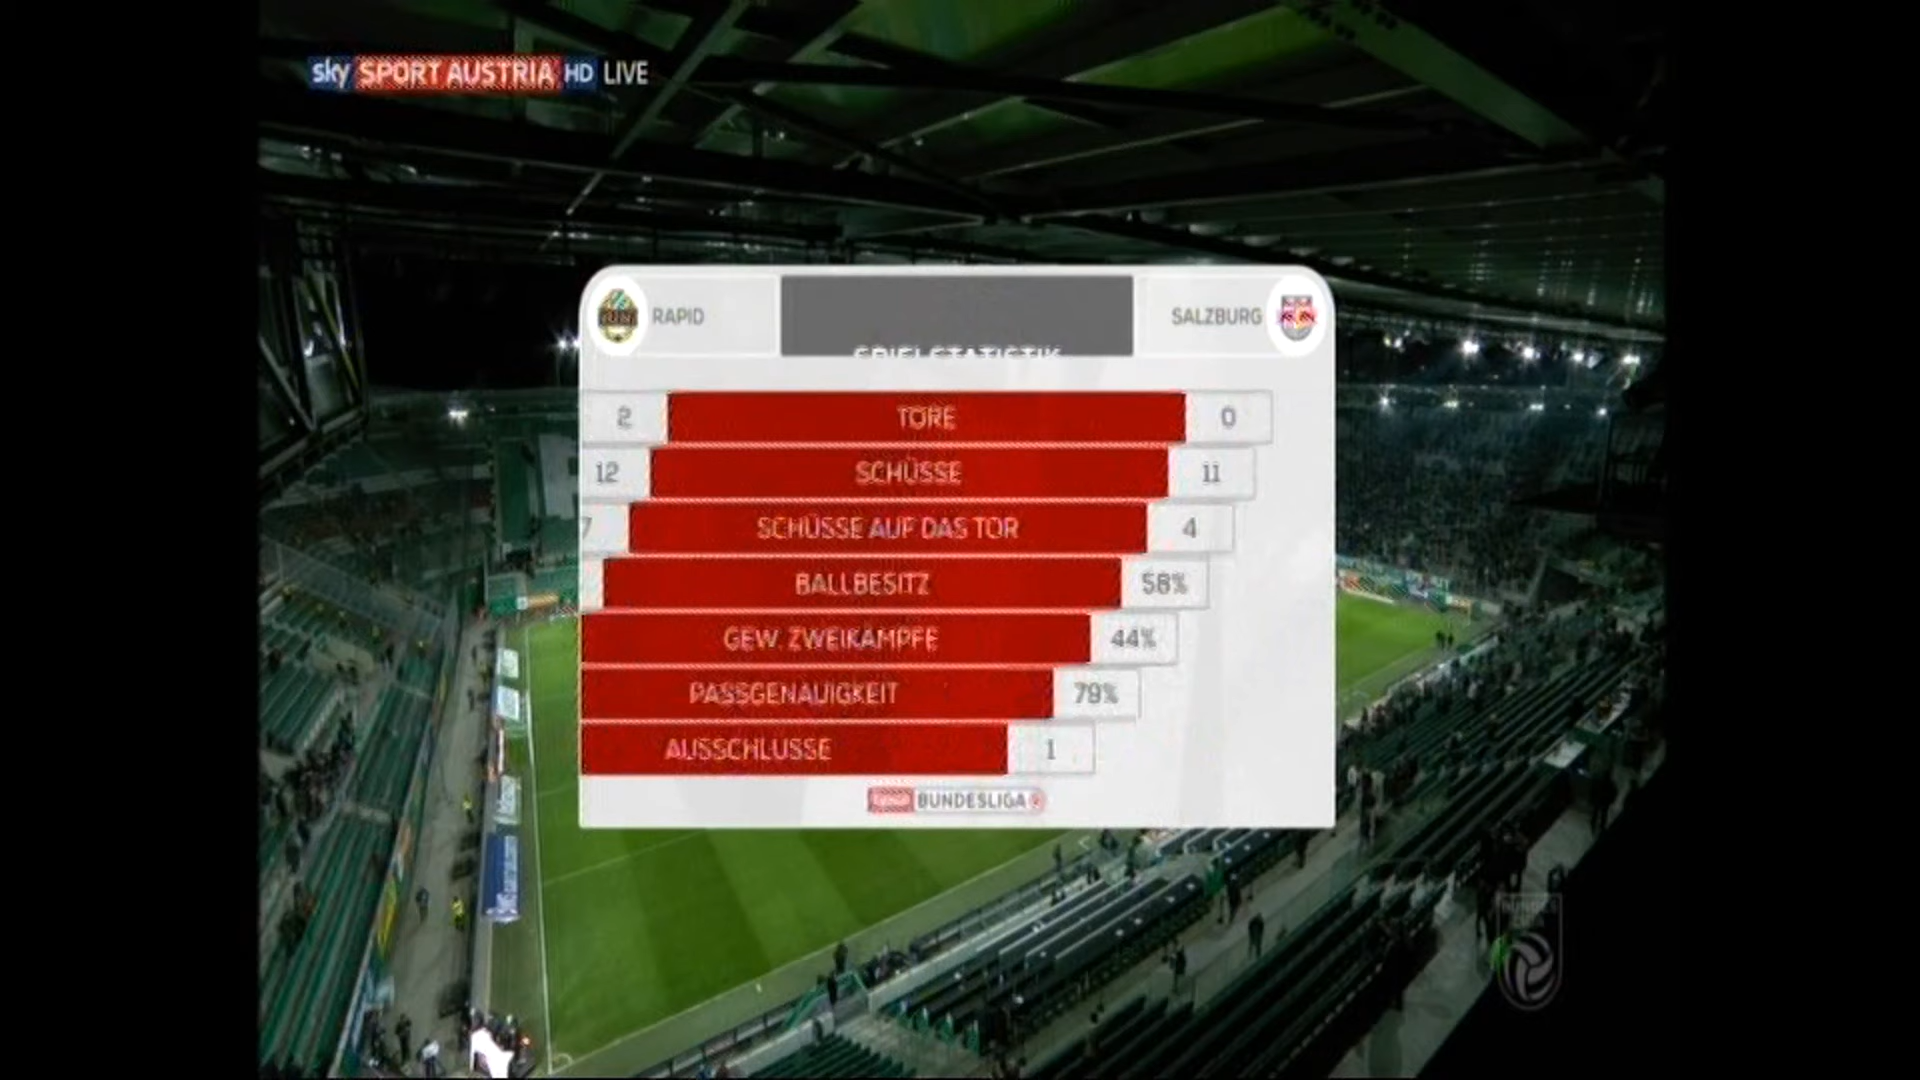 sky SPORT AUSTRIA HD LIVE
RAPID
SALZBURG
SPIELSTATISTIK
2 TORE 0
12 SCHÜSSE 11
7 SCHÜSSE AUF DAS TOR 4
BALLBESITZ 58%
GEW. ZWEIKÄMPFE 44%
PASSGENAUIGKEIT 79%
AUSSCHLÜSSE 1
BUNDESLIGA